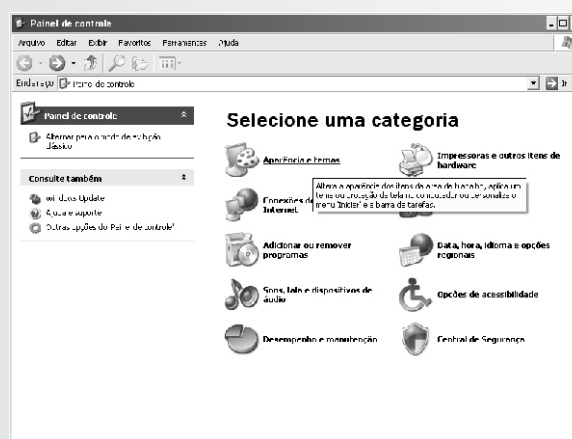 Painel de controle
Arquivo Editar Exibir Favoritos Ferramentas Ajuda
Endereço Painel de controle Ir
Painel de controle
Alternar para o modo de exibição clássico
Consulte também
Windows Update
Ajuda e suporte
Outras opções do Painel de controle
Selecione uma categoria
Aparência e temas
Impressoras e outros itens de hardware
Altera a aparência dos itens da área de trabalho, aplica um
tema ou proteção de tela no computador ou personaliza o
menu 'Iniciar' e a barra de tarefas.
Conexões de
Internet
Adicionar ou remover
programas
Data, hora, idioma e opções
regionais
Sons, fala e dispositivos de
áudio
Opções de acessibilidade
Desempenho e manutenção
Central de Segurança